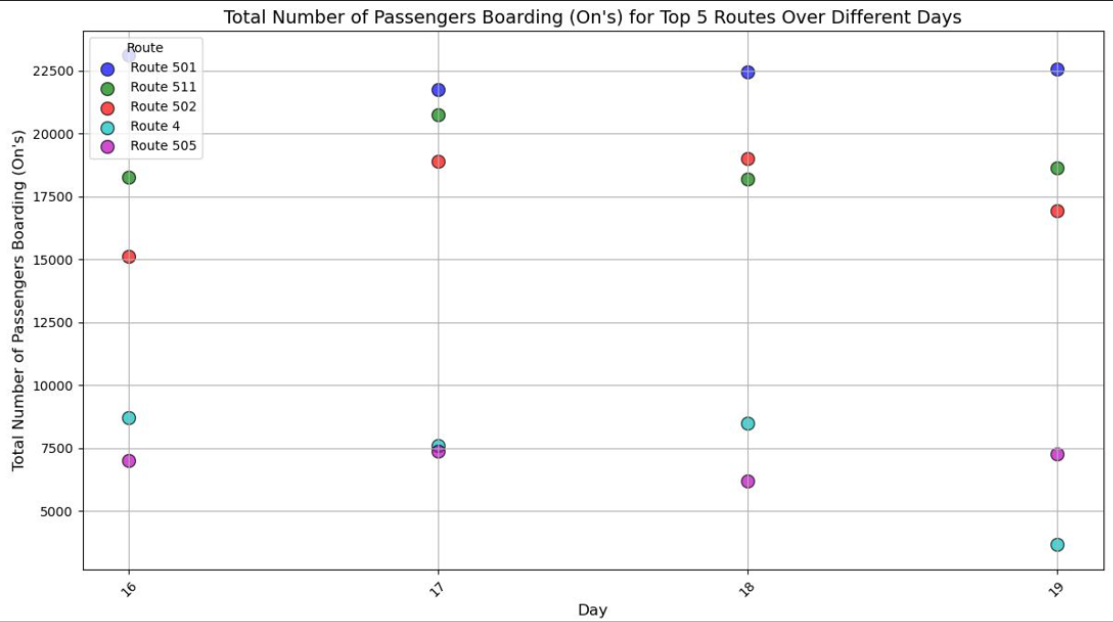 Total Number of Passengers Boarding (On's) for Top 5 Routes Over Different Days
Total Number of Passengers Boarding (On's)
22500
20000
17500
15000
12500
10000
7500
5000
Route
Route 501
Route 511
Route 502
Route 4
Route 505
16
17
18
19
Day